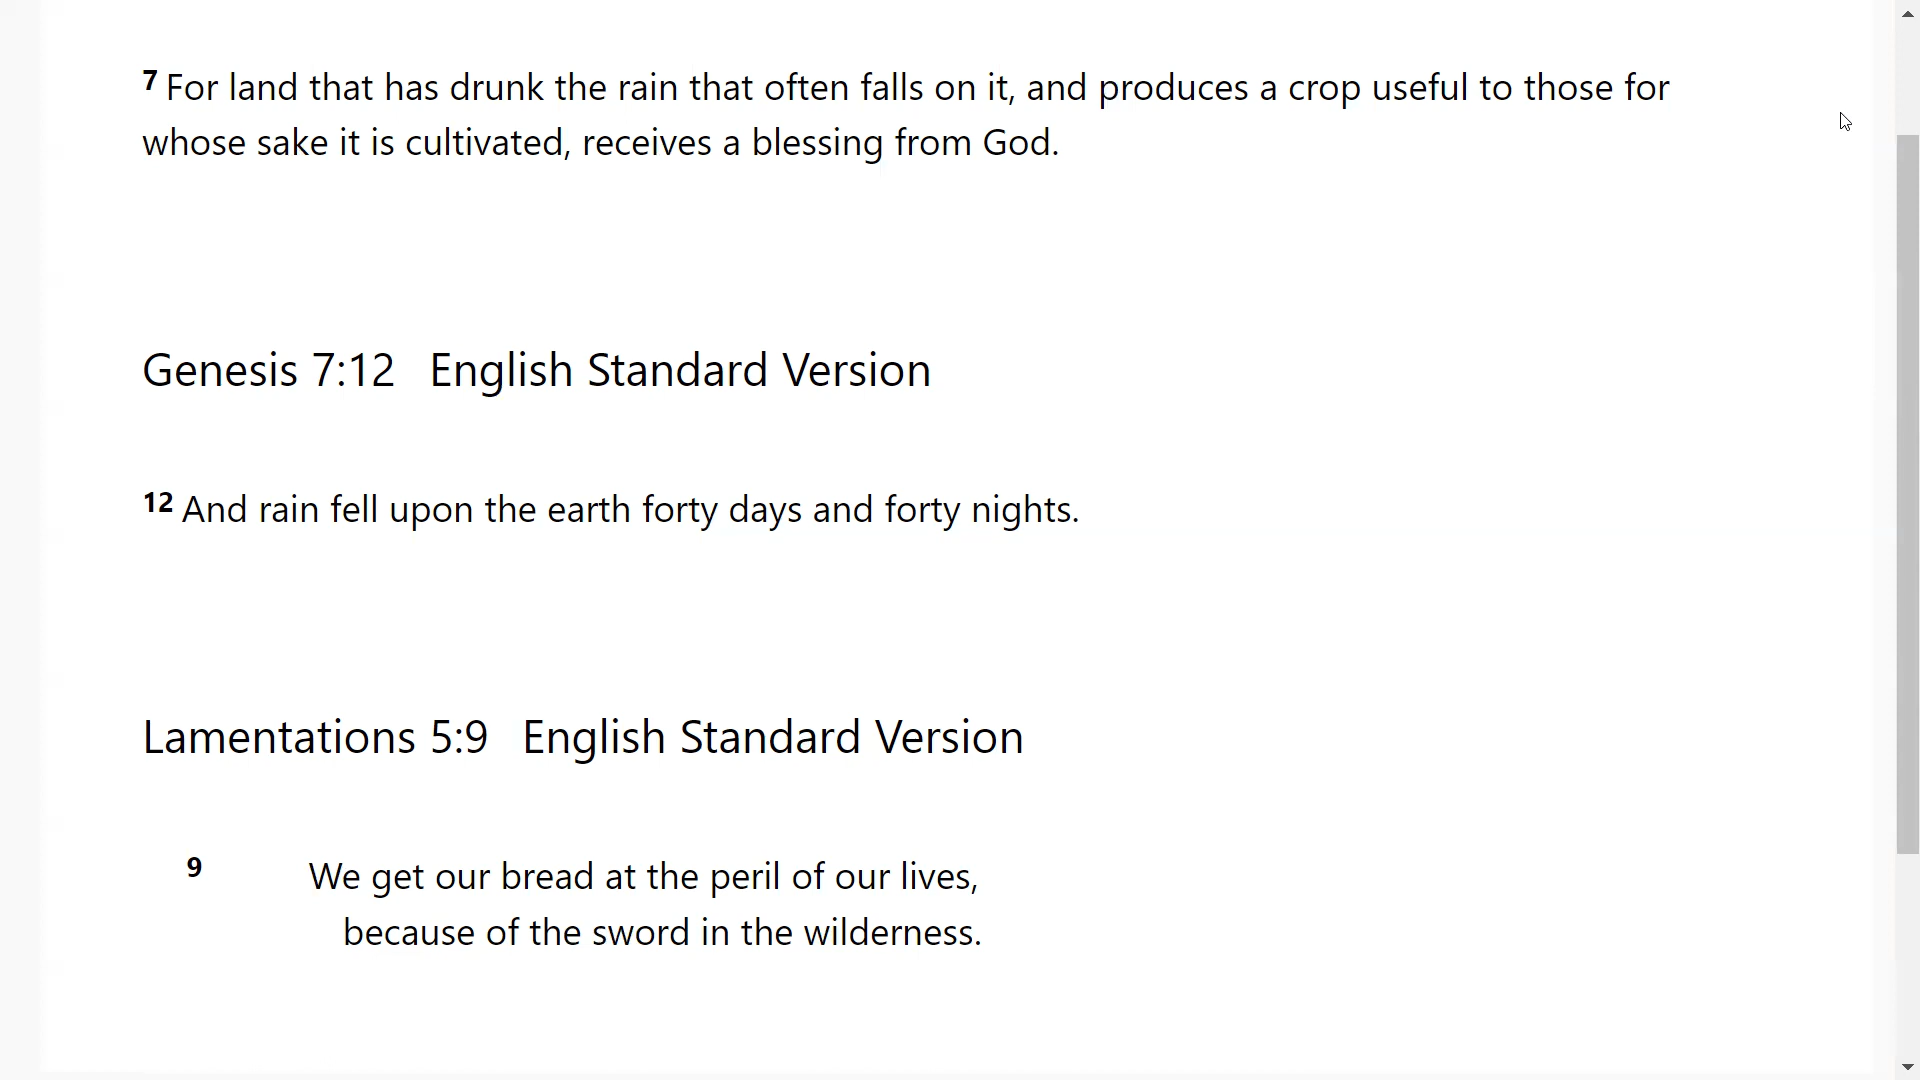 7 For land that has drunk the rain that often falls on it, and produces a crop useful to those for
whose sake it is cultivated, receives a blessing from God.
Genesis 7:12 English Standard Version
12 And rain fell upon the earth forty days and forty nights.
Lamentations 5:9 English Standard Version
9 We get our bread at the peril of our lives,
because of the sword in the wilderness.